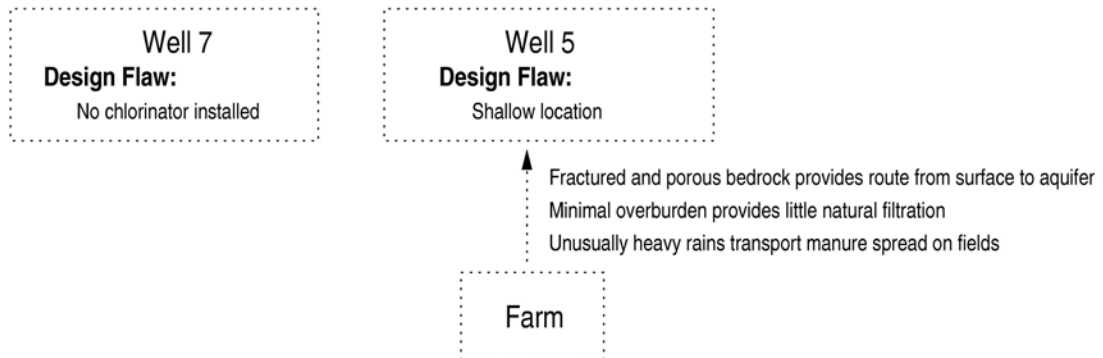 Well 7
Design Flaw:
No chlorinator installed
Well 5
Design Flaw:
Shallow location
Fractured and porous bedrock provides route from surface to aquifer
Minimal overburden provides little natural filtration
Unusually heavy rains transport manure spread on fields
Farm